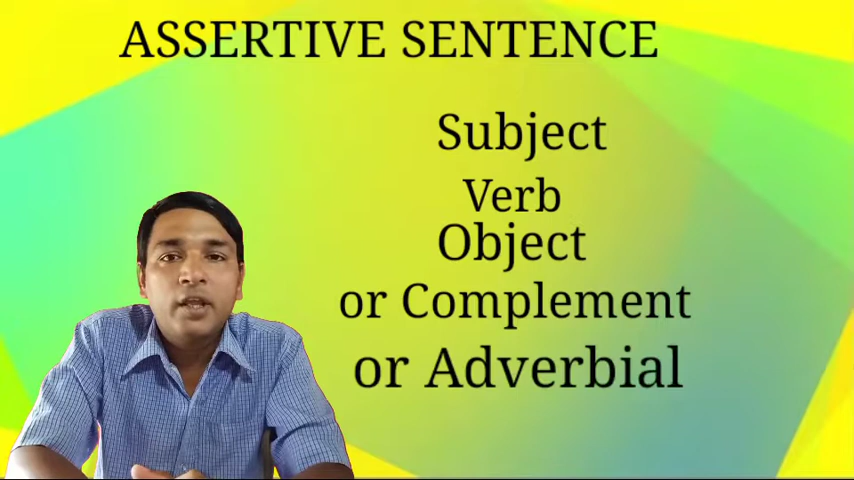 ASSERTIVE SENTENCE
Subject
Verb
Object
or Complement
or Adverbial